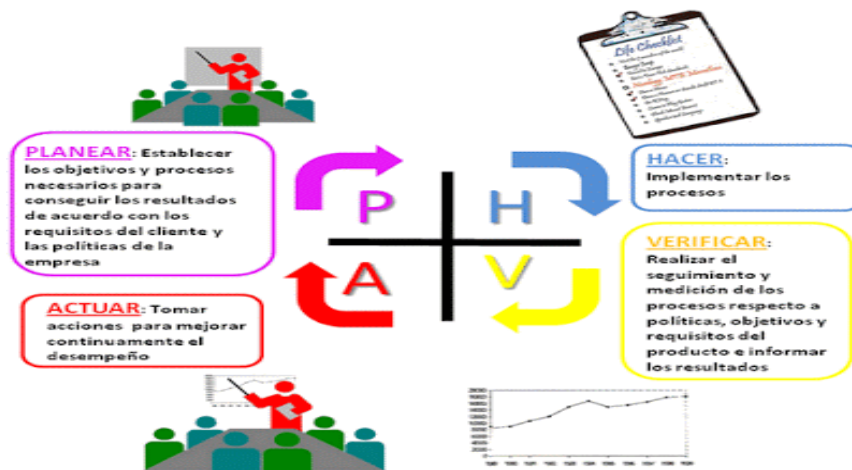 Life Checklist
PLANEAR: Establecer
los objetivos y procesos
necesarios para
conseguir los resultados
de acuerdo con los
requisitos del cliente y
las políticas de la
empresa
P
H
HACER:
Implementar los
procesos
A
V
VERIFICAR:
Realizar el
seguimiento y
medición de los
procesos respecto a
políticas, objetivos y
requisitos del
producto e informar
los resultados
ACTUAR: Tomar
acciones para mejorar
continuamente el
desempeño